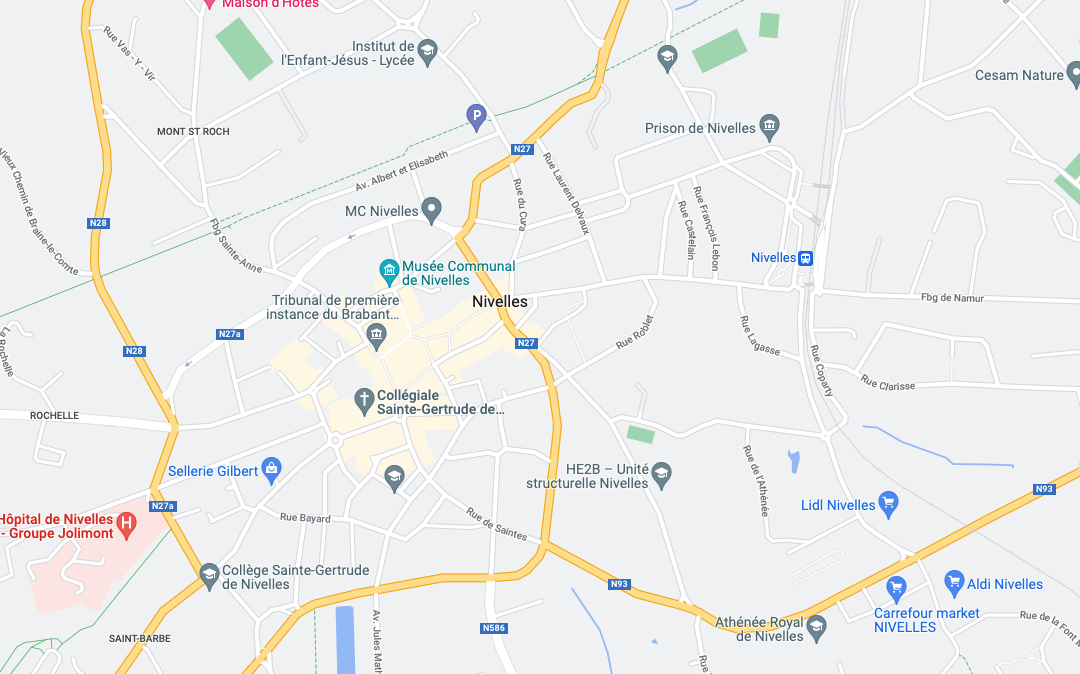 Maison d'Hôtes
Institut de
l'Enfant-Jésus - Lycée
Rue Vas - Y - Vir
Cesam Nature
P
MONT ST ROCH
Prison de Nivelles
N27
Av. Albert et Elisabeth
Rue Laurent Delvaux
Vieux Chemin de Braine-le-Comte
Rue du Cura
MC Nivelles
Rue François Lebon
Rue Castelain
N28
Fbg Sainte-Anne
Nivelles
Musée Communal
de Nivelles
Tribunal de première
instance du Brabant...
Nivelles
Fbg de Namur
N27a
N27
Rue Roblet
Rue Lagasse
La Rochelle
N28
Rue Coparty
Rue Clarisse
Collégiale
Sainte-Gertrude de...
ROCHELLE
Sellerie Gilbert
HE2B – Unité
structurelle Nivelles
Rue de l'Athénée
N93
N27a
Lidl Nivelles
Hôpital de Nivelles
- Groupe Jolimont
H
Rue Bayard
Rue de Saintes
Collège Sainte-Gertrude
de Nivelles
N93
Aldi Nivelles
Carrefour market
NIVELLES
Athénée Royal
de Nivelles
Rue de la Font
N586
SAINT-BARBE
Av. Jules Math
Rue